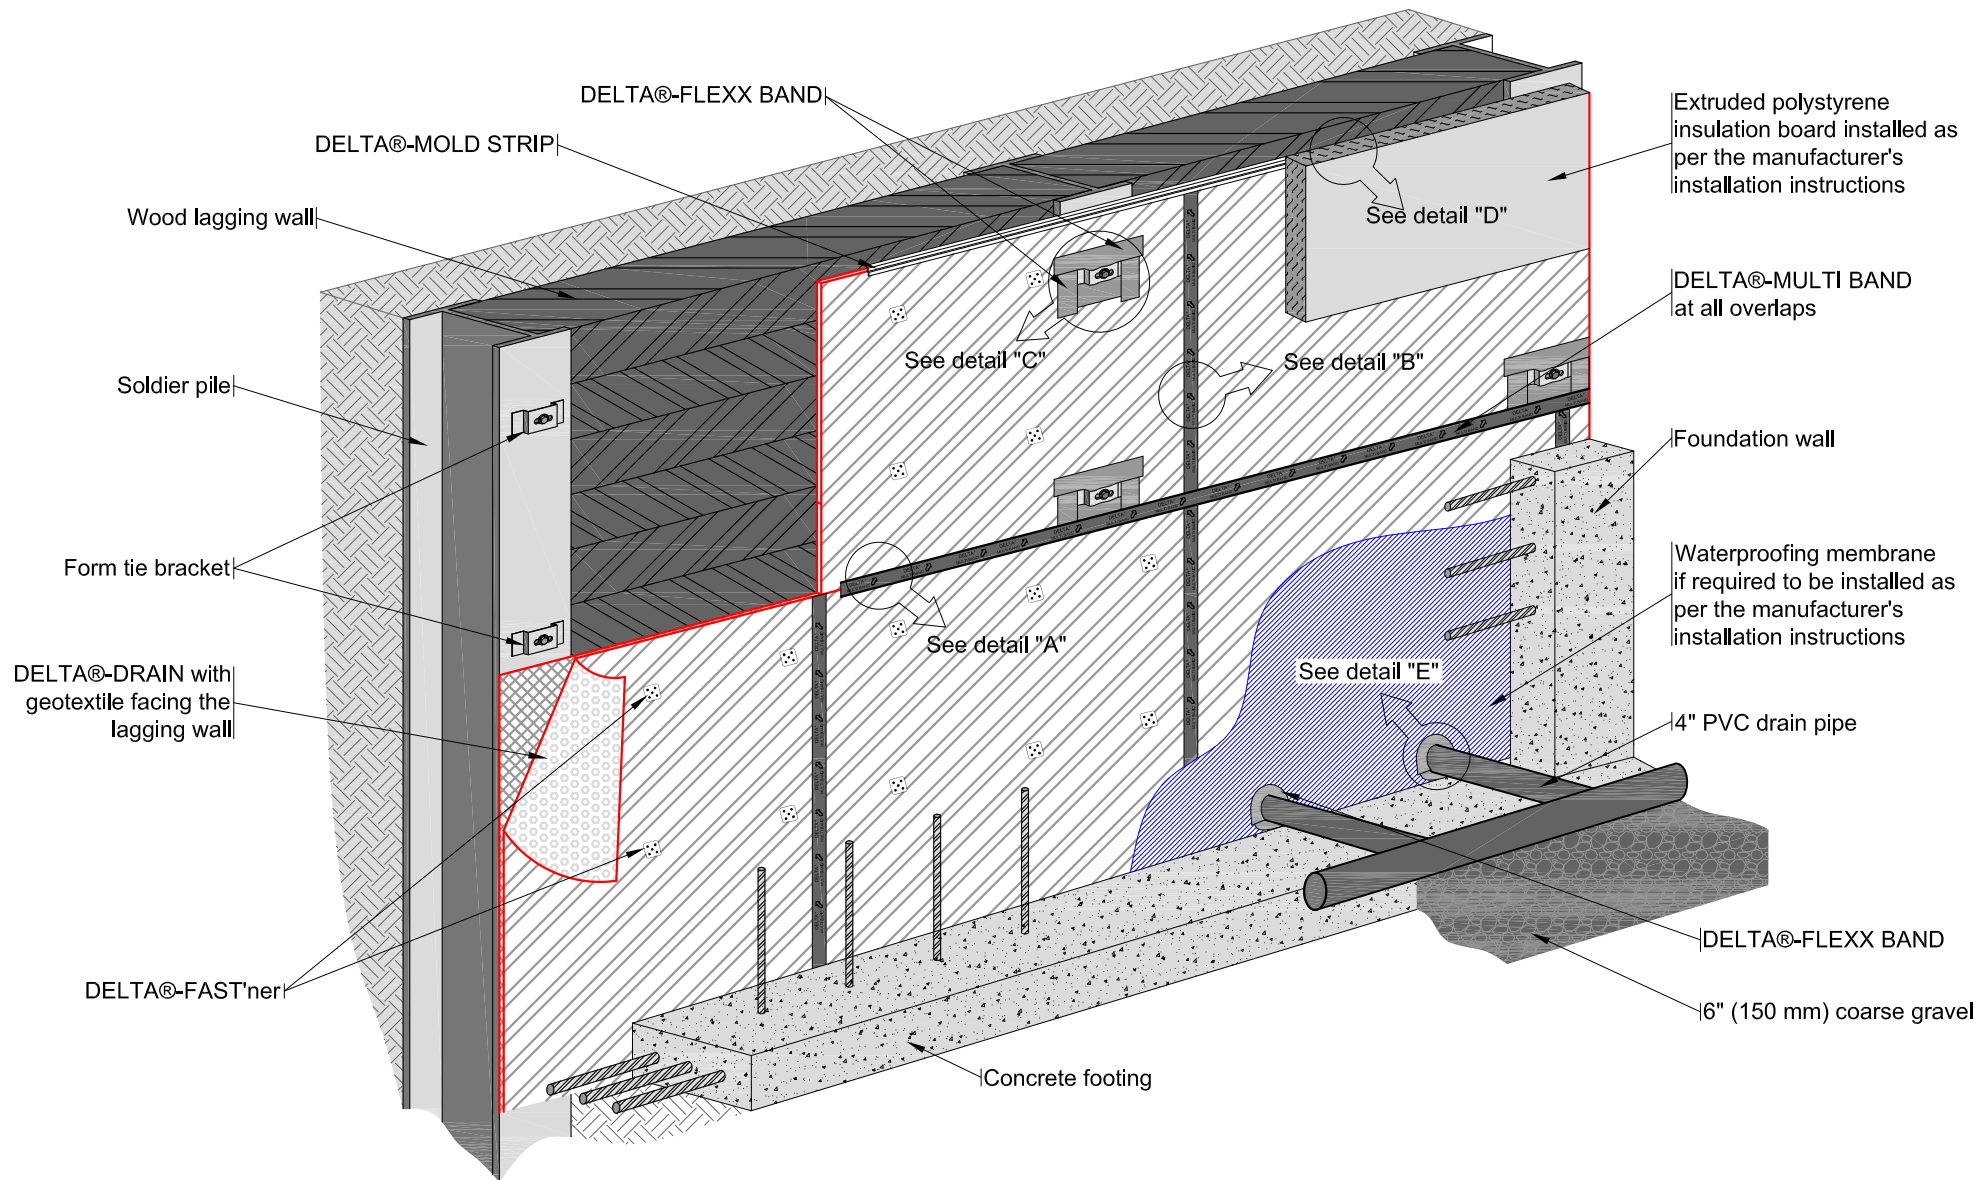 DELTA®-FLEXX BAND
DELTA®-MOLD STRIP
Wood lagging wall
Soldier pile
Form tie bracket
DELTA®-DRAIN with
geotextile facing the
lagging wall
DELTA®-FAST'ner
Extruded polystyrene
insulation board installed as
per the manufacturer's
installation instructions
See detail "D"
DELTA®-MULTI BAND
at all overlaps
See detail "C"
See detail "B"
Foundation wall
Waterproofing membrane
if required to be installed as
per the manufacturer's
installation instructions
See detail "A"
See detail "E"
4" PVC drain pipe
DELTA®-FLEXX BAND
6" (150 mm) coarse gravel
Concrete footing